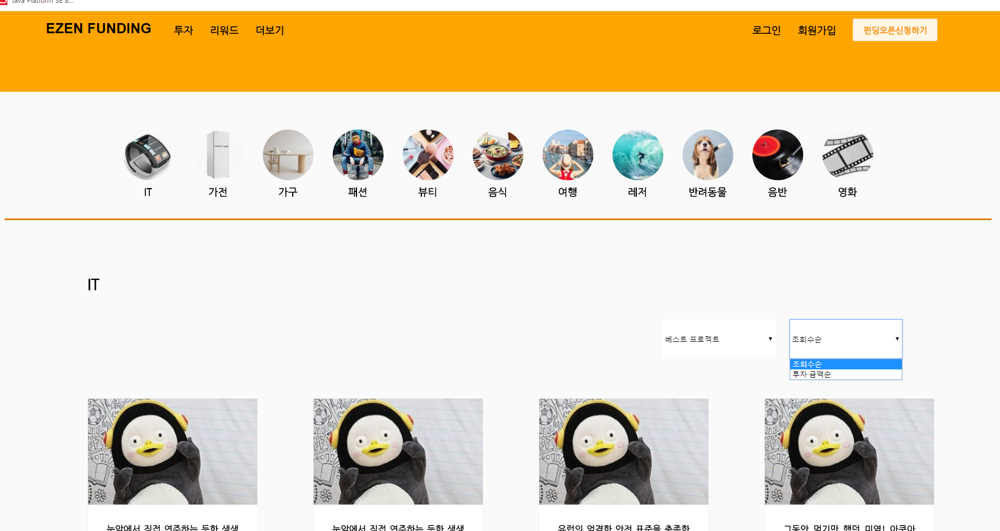 Java Platform SE 8...
EZEN FUNDING 투자 리워드 더보기 로그인 회원가입 펀딩오픈신청하기
IT 가전 가구 패션 뷰티 음식 여행 레저 반려동물 음반 영화
IT
베스트 프로젝트 ▼ 조회수순 ▼
조회수순
투자 금액순
눈앞에서 직접 연주하는 듯한 생생 눈앞에서 직접 연주하는 듯한 생생 유럽의 엄격한 안전 표준을 충족한 그동안 먹기만 했던 미역! 아쿠아